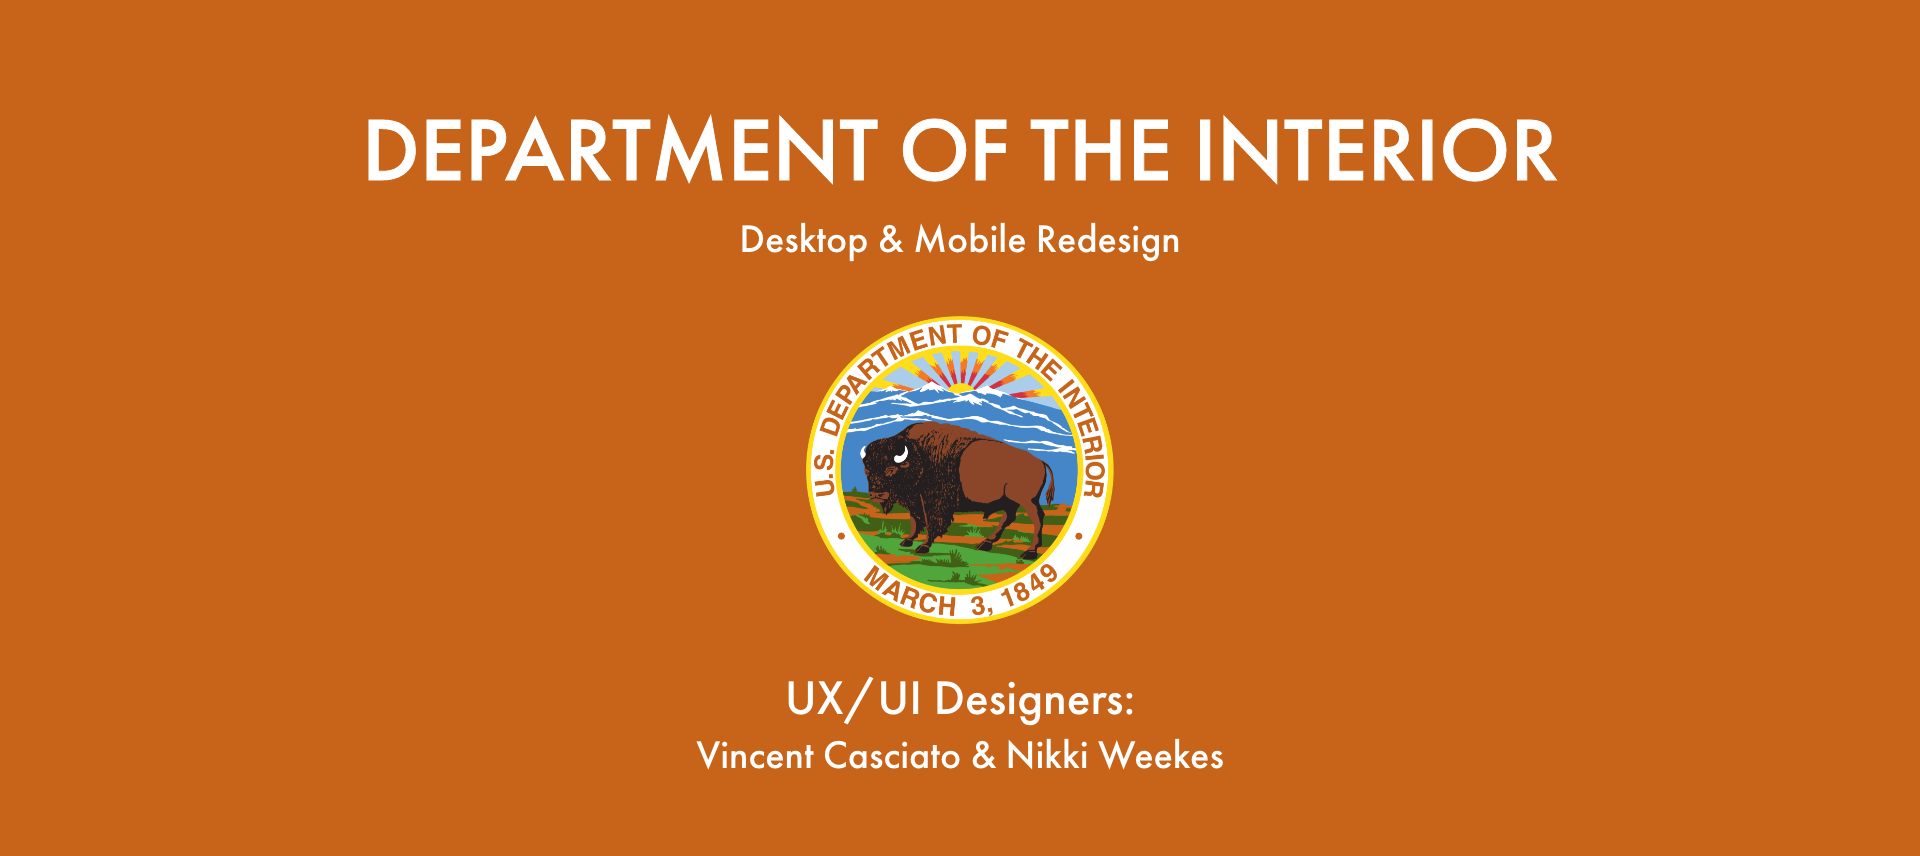 DEPARTMENT OF THE INTERIOR
Desktop & Mobile Redesign
U.S. DEPARTMENT OF THE INTERIOR
MARCH 3, 1849
UX/UI Designers:
Vincent Casciato & Nikki Weekes